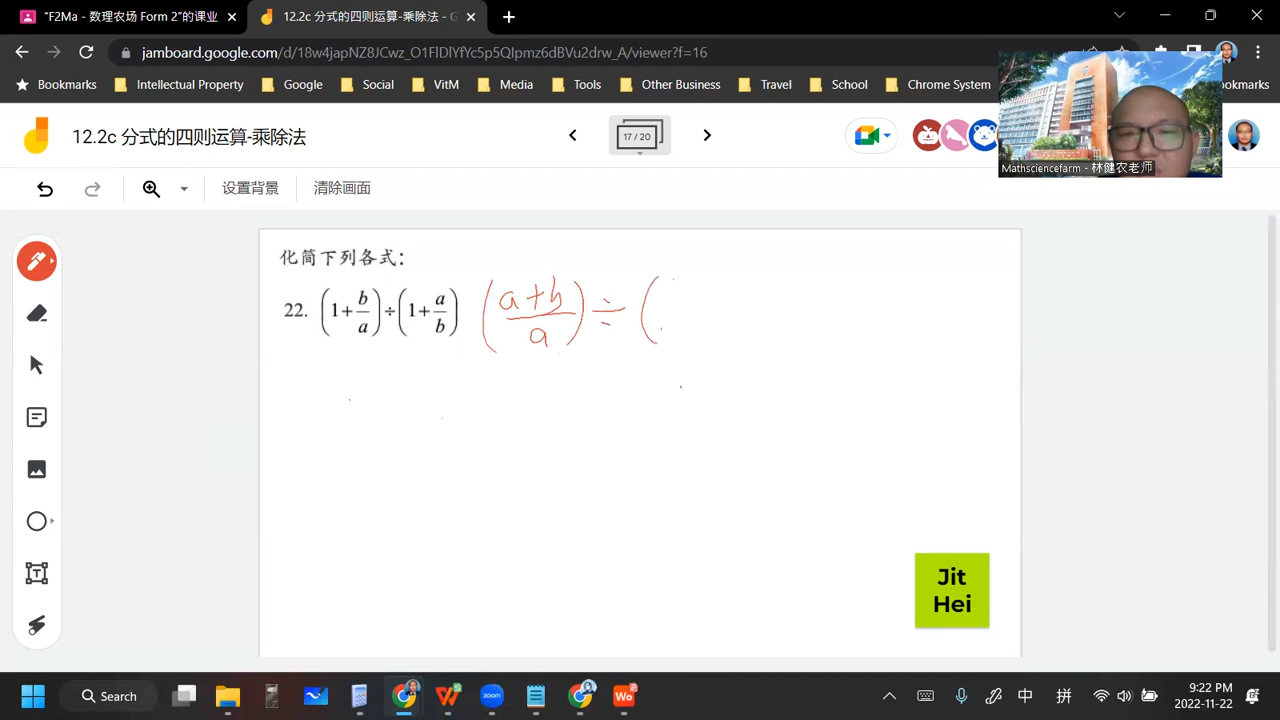 "F2Ma - 数理农场 Form 2"的课业
12.2c 分式的四则运算-乘除法 - G
jamboard.google.com/d/18w4japNZ8JCwz_O1FlDlYfYc5p5QIpmz6dBVu2drw_A/viewer?f=16
Bookmarks Intellectual Property Google Social Vital Media Tools Other Business Travel School Chrome System ookmarks
12.2c 分式的四则运算-乘除法
17 / 20
Mathsciencefarm - 林健农老师
设置背景 清除画面
化简下列各式：
22. (1+b/a)÷(1+a/b) (a+b/a) ÷ (
Jit
Hei
Search
中 拼
9:22 PM
2022-11-22